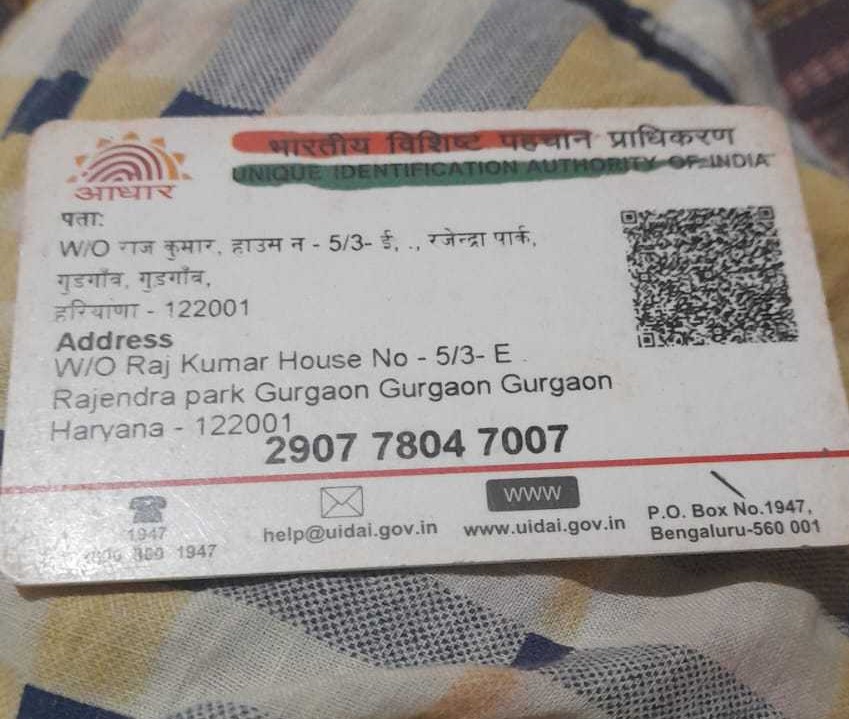 भारतीय विशिष्ट पहचान प्राधिकरण
UNIQUE IDENTIFICATION AUTHORITY OF INDIA
आधार
पता:
W/O राज कुमार, हाउस न - 5/3- ई, ., रजेन्द्रा पार्क,
गुडगाँव, गुडगाँव,
हरियाणा - 122001
Address
W/O Raj Kumar House No - 5/3- E .
Rajendra park Gurgaon Gurgaon Gurgaon
Haryana - 122001
2907 7804 7007
1947
1947
help@uidai.gov.in
WWW
www.uidai.gov.in
P.O. Box No.1947,
Bengaluru-560 001